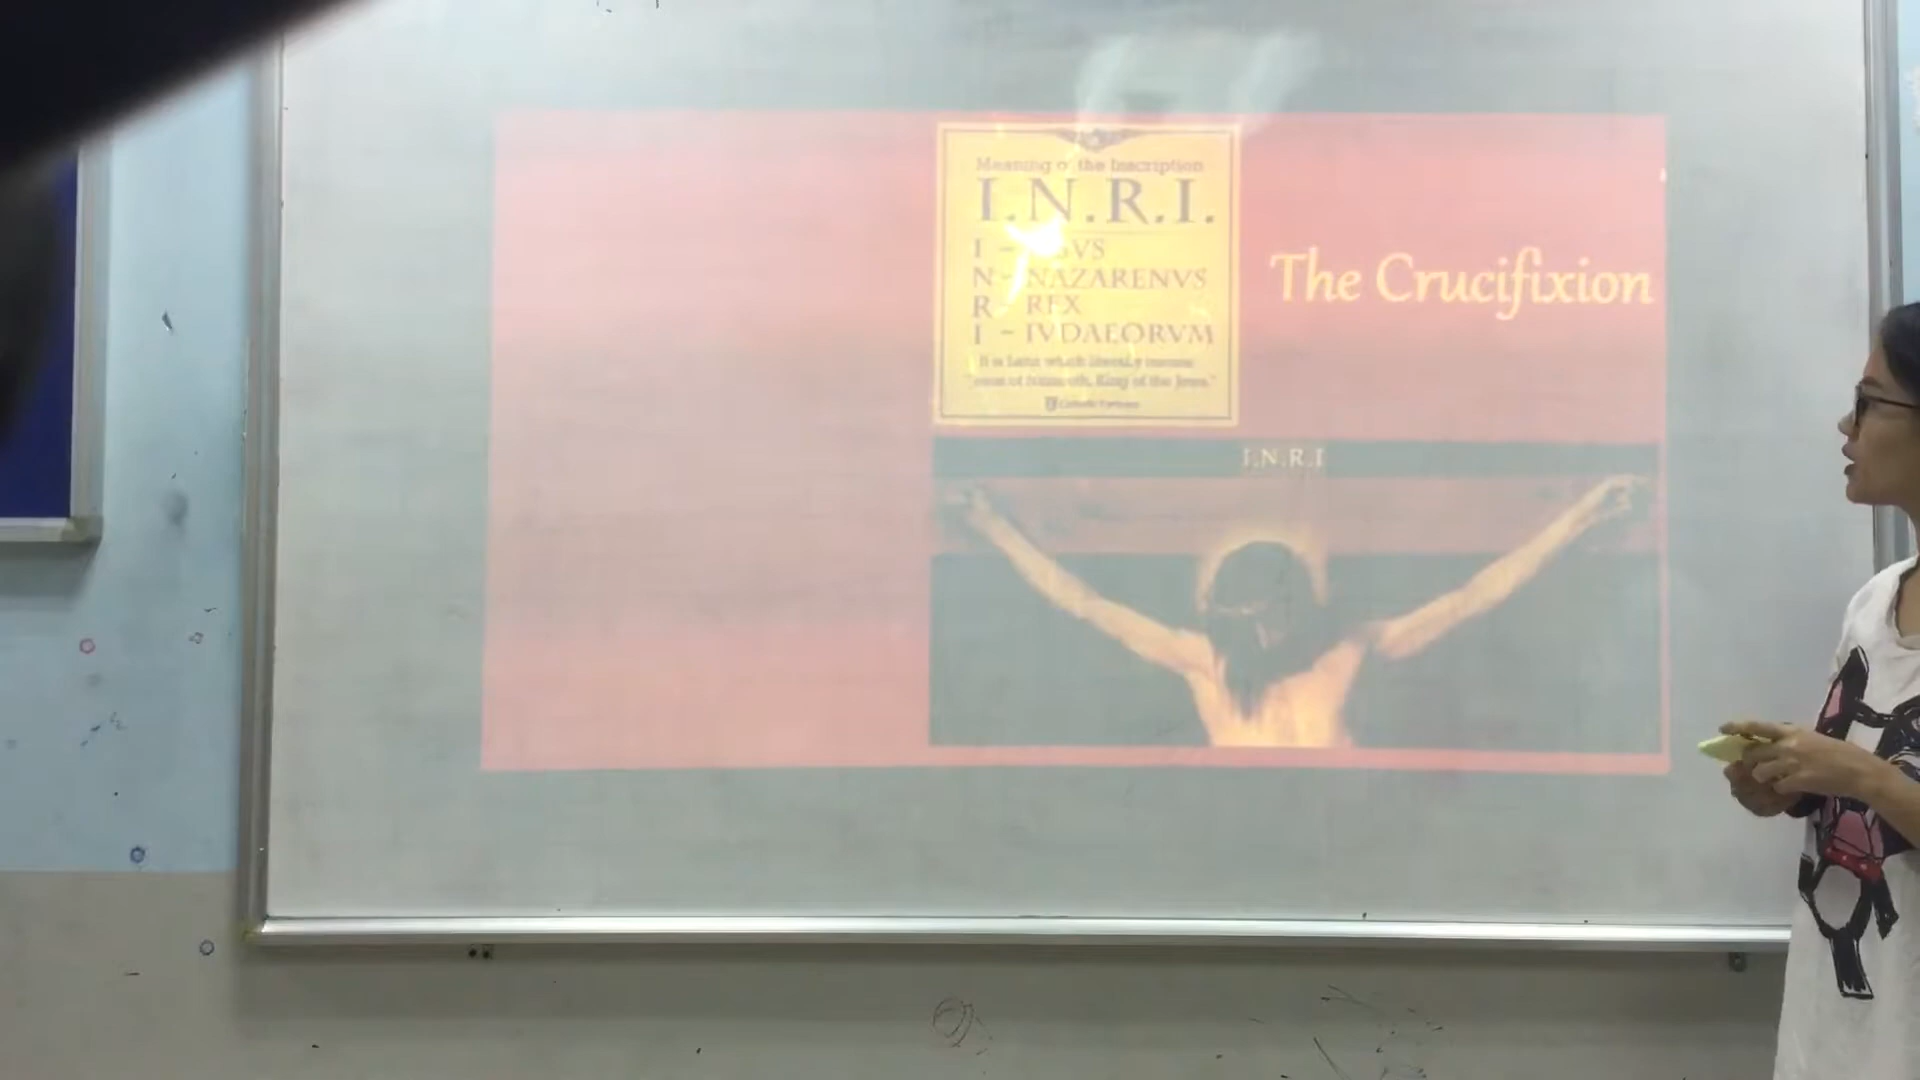 Meaning of the Inscription
I.N.R.I.
I - SVS
N - NAZARENVS
R - REX
I - IVDAEORVM
It is Latin which literally means
of Nazareth, King of the Jews."
The Crucifixion
I.N.R.I